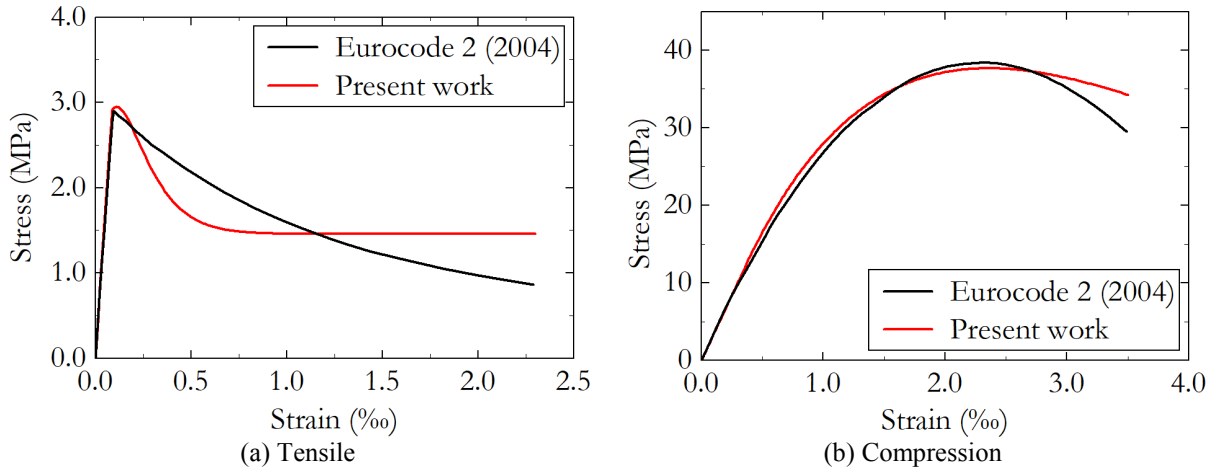 Eurocode 2 (2004)
Present work
4.0
3.0
2.0
1.0
0.0
Stress (MPa)
0.0 0.5 1.0 1.5 2.0 2.5
Strain (‰)
(a) Tensile
40
30
20
10
0
Stress (MPa)
Eurocode 2 (2004)
Present work
0.0 1.0 2.0 3.0 4.0
Strain (‰)
(b) Compression